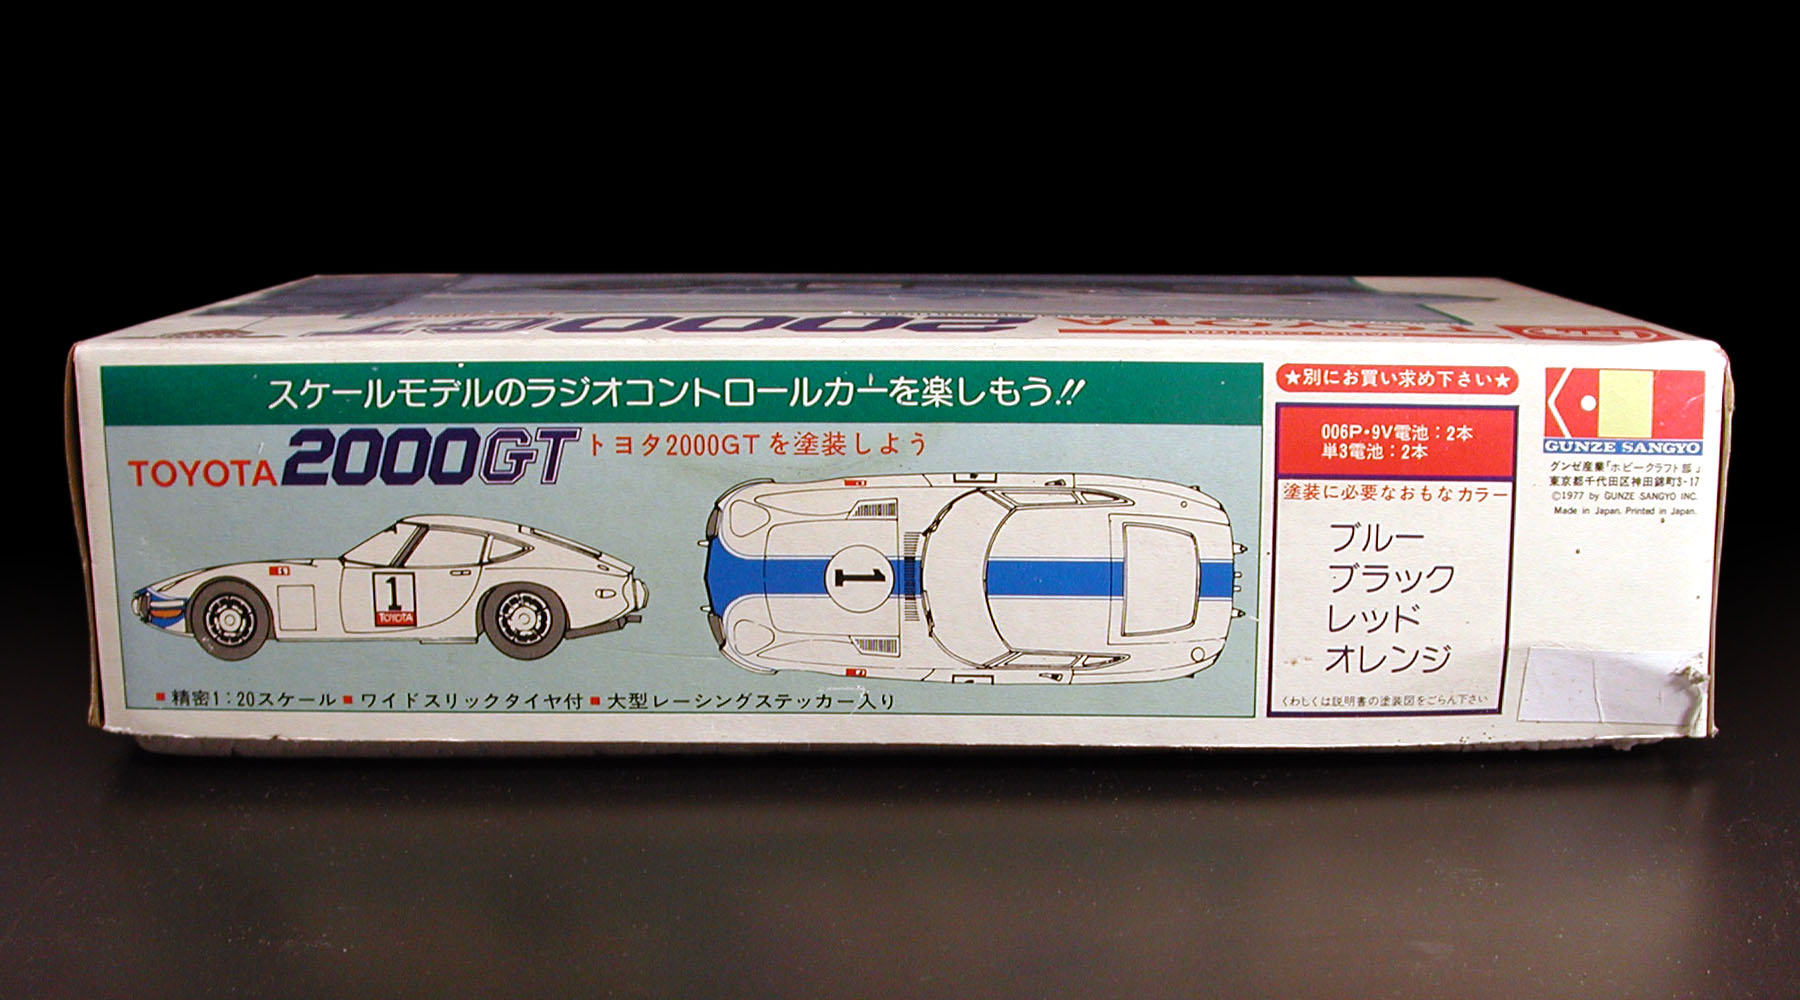 TOYOTA
2000GT
スケールモデルのラジオコントロールカーを楽しもう!!
TOYOTA 2000GT トヨタ2000GTを塗装しよう
1
TOYOTA
1
■精密1:20スケール■ワイドスリックタイヤ付■大型レーシングステッカー入り
★別にお買い求め下さい★
006P・9V電池:2本
単3電池:2本
塗装に必要なおもなカラー
ブルー
ブラック
レッド
オレンジ
くわしくは説明書の塗装図をごらん下さい
GUNZE SANGYO
グンゼ産業「ホビークラフト部」
東京都千代田区神田錦町3-17
©1977 by GUNZE SANGYO INC.
Made in Japan. Printed in Japan.